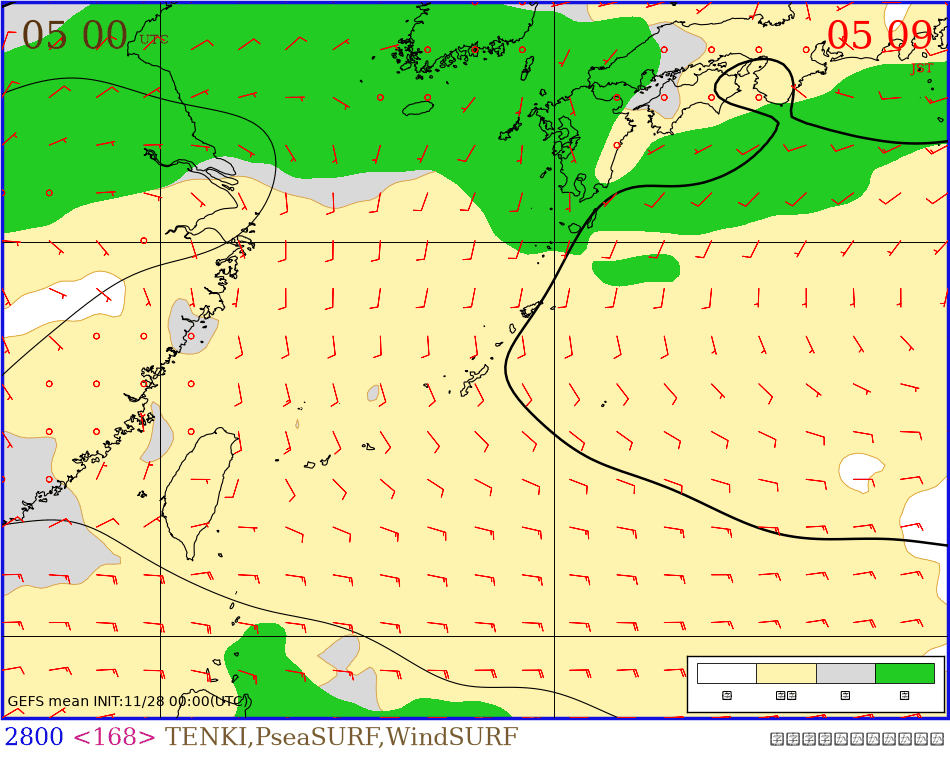 05 00 UTC
05 09
JST
GEFS mean INIT:11/28 00:00(UTC)
2800 <168> TENKI,PseaSURF,WindSURF